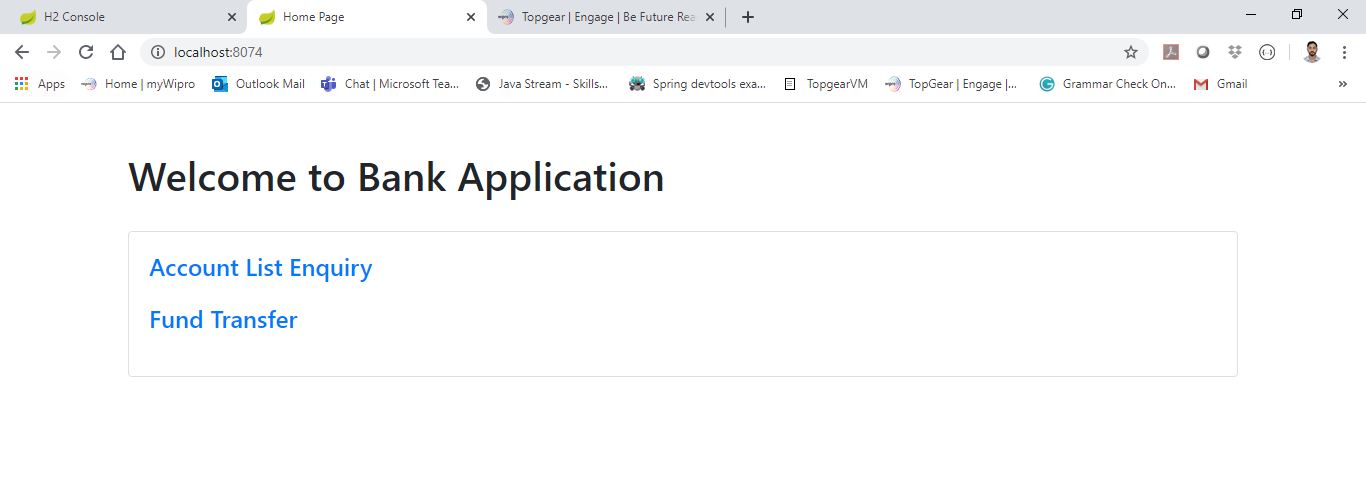 H2 Console
Home Page
Topgear | Engage | Be Future Rea
localhost:8074
Apps
Home | myWipro
Outlook Mail
Chat | Microsoft Tea...
Java Stream - Skills...
Spring devtools exa...
TopgearVM
TopGear | Engage |...
Grammar Check On...
Gmail
Welcome to Bank Application
Account List Enquiry
Fund Transfer